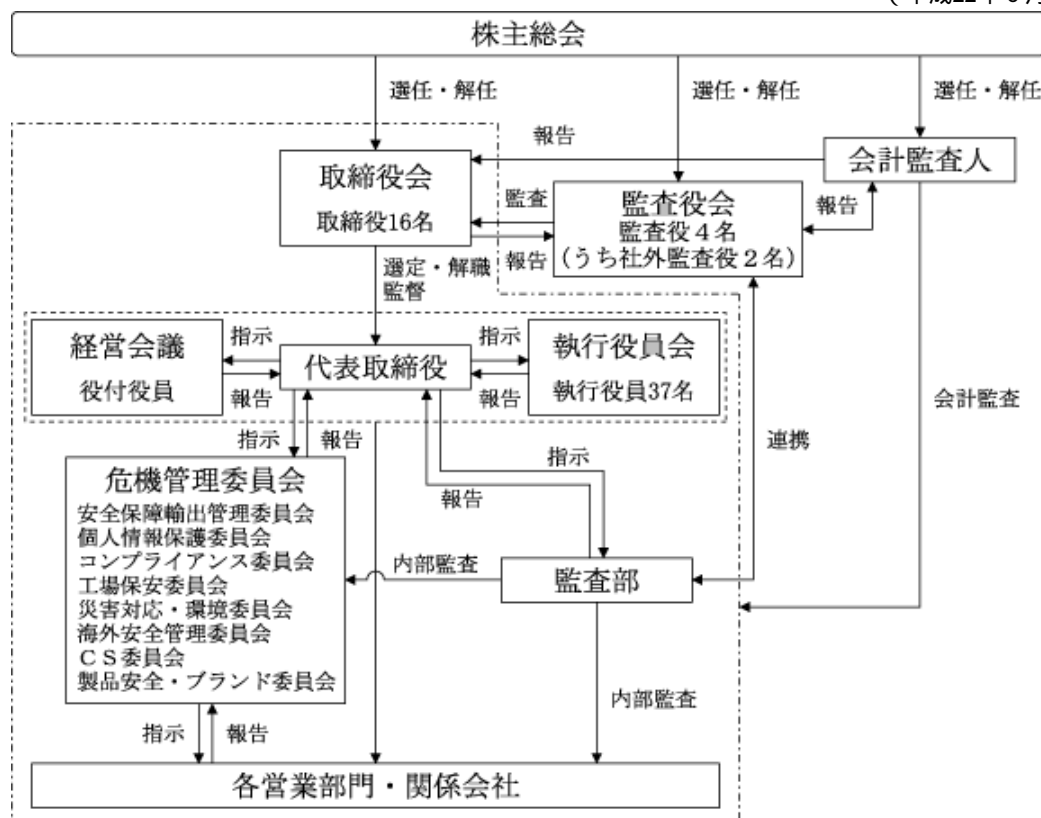 （平成22年6月
株主総会
選任・解任
選任・解任
選任・解任
報告
会計監査人
取締役会
取締役16名
監査
報告
監査役会
監査役４名
(うち社外監査役２名)
報告
選定・解職
監督
経営会議
役付役員
指示
報告
代表取締役
指示
報告
執行役員会
執行役員37名
会計監査
指示
報告
連携
指示
報告
危機管理委員会
安全保障輸出管理委員会
個人情報保護委員会
コンプライアンス委員会
工場保安委員会
災害対応・環境委員会
海外安全管理委員会
ＣＳ委員会
製品安全・ブランド委員会
内部監査
監査部
内部監査
指示
報告
各営業部門・関係会社